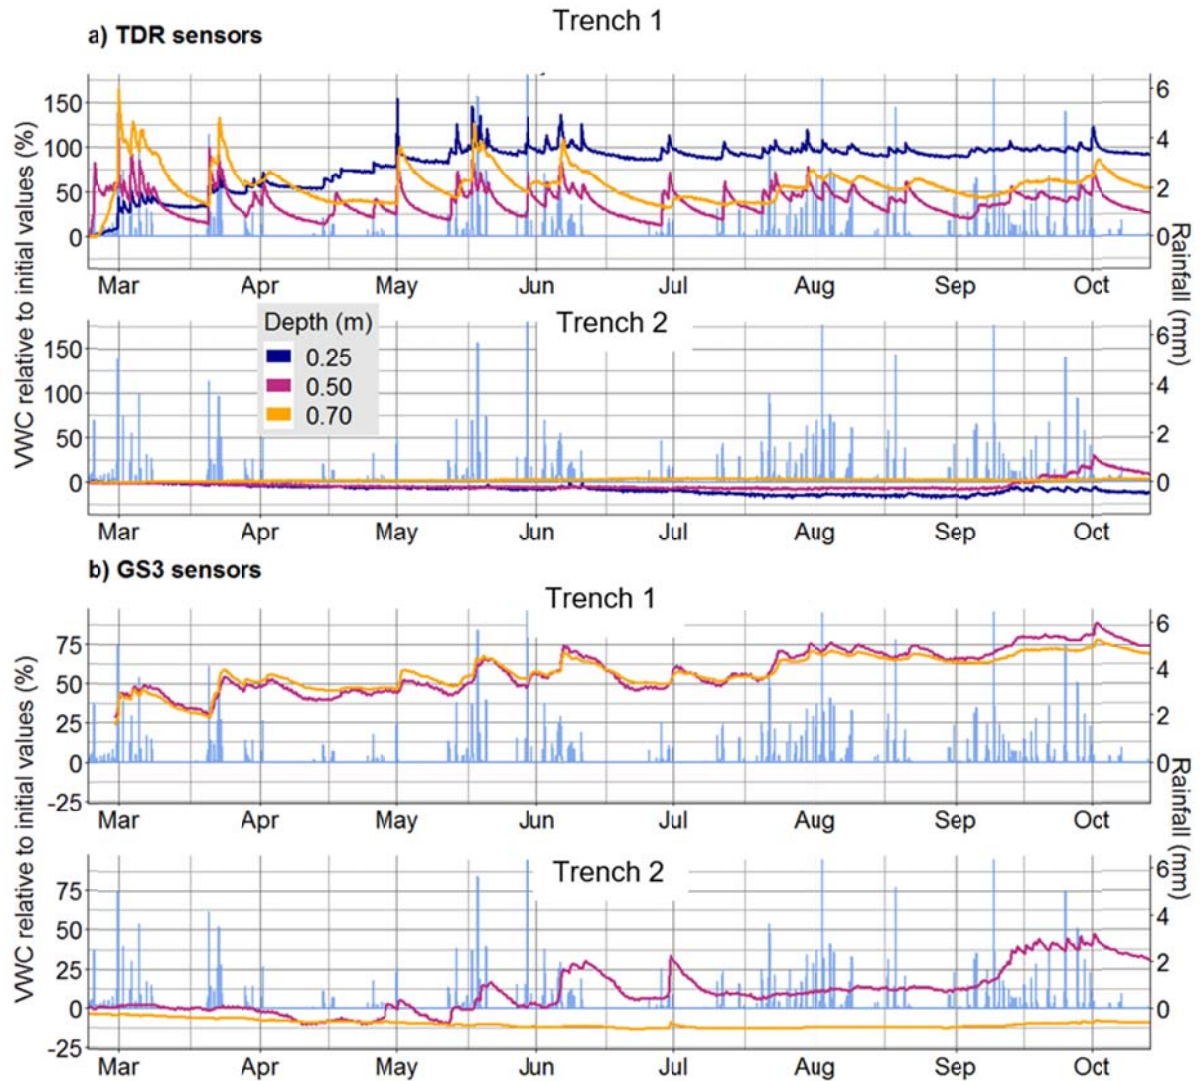 Trench 1
a) TDR sensors
VWC relative to initial values (%)
Rainfall (mm)
150
100
50
0
6
4
2
0
Mar Apr May Jun Jul Aug Sep Oct
Trench 2
Depth (m)
0.25
0.50
0.70
150
100
50
0
6
4
2
0
Mar Apr May Jun Jul Aug Sep Oct
b) GS3 sensors
Trench 1
VWC relative to initial values (%)
Rainfall (mm)
75
50
25
0
-25
6
4
2
0
Mar Apr May Jun Jul Aug Sep Oct
Trench 2
75
50
25
0
-25
6
4
2
0
Mar Apr May Jun Jul Aug Sep Oct